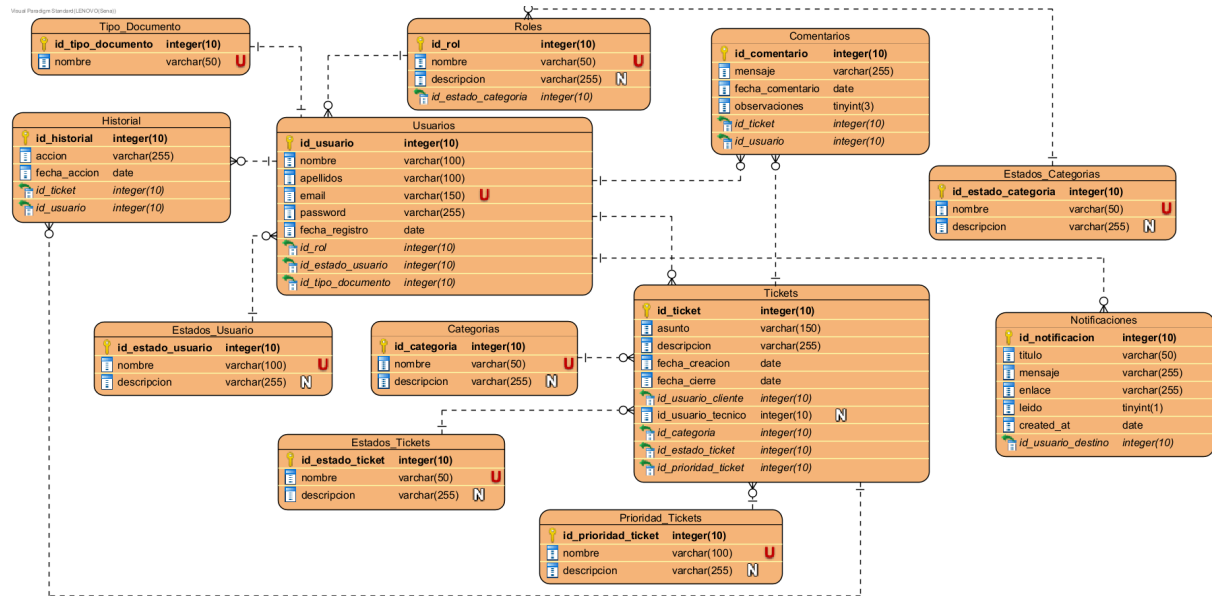 Visual Paradigm Standard(LENOVO(Sena))
Tipo_Documento
id_tipo_documento integer(10)
nombre varchar(50) U
Roles
id_rol integer(10)
nombre varchar(50) U
descripcion varchar(255) N
id_estado_categoria integer(10)
Comentarios
id_comentario integer(10)
mensaje varchar(255)
fecha_comentario date
observaciones tinyint(3)
id_ticket integer(10)
id_usuario integer(10)
Historial
id_historial integer(10)
accion varchar(255)
fecha_accion date
id_ticket integer(10)
id_usuario integer(10)
Usuarios
id_usuario integer(10)
nombre varchar(100)
apellidos varchar(100)
email varchar(150) U
password varchar(255)
fecha_registro date
id_rol integer(10)
id_estado_usuario integer(10)
id_tipo_documento integer(10)
Estados_Categorias
id_estado_categoria integer(10)
nombre varchar(50) U
descripcion varchar(255) N
Estados_Usuario
id_estado_usuario integer(10)
nombre varchar(100) U
descripcion varchar(255) N
Categorias
id_categoria integer(10)
nombre varchar(50) U
descripcion varchar(255) N
Tickets
id_ticket integer(10)
asunto varchar(150)
descripcion varchar(255)
fecha_creacion date
fecha_cierre date
id_usuario_cliente integer(10)
id_usuario_tecnico integer(10) N
id_categoria integer(10)
id_estado_ticket integer(10)
id_prioridad_ticket integer(10)
Notificaciones
id_notificacion integer(10)
titulo varchar(50)
mensaje varchar(255)
enlace varchar(255)
leido tinyint(1)
created_at date
id_usuario_destino integer(10)
Estados_Tickets
id_estado_ticket integer(10)
nombre varchar(50) U
descripcion varchar(255) N
Prioridad_Tickets
id_prioridad_ticket integer(10)
nombre varchar(100) U
descripcion varchar(255) N